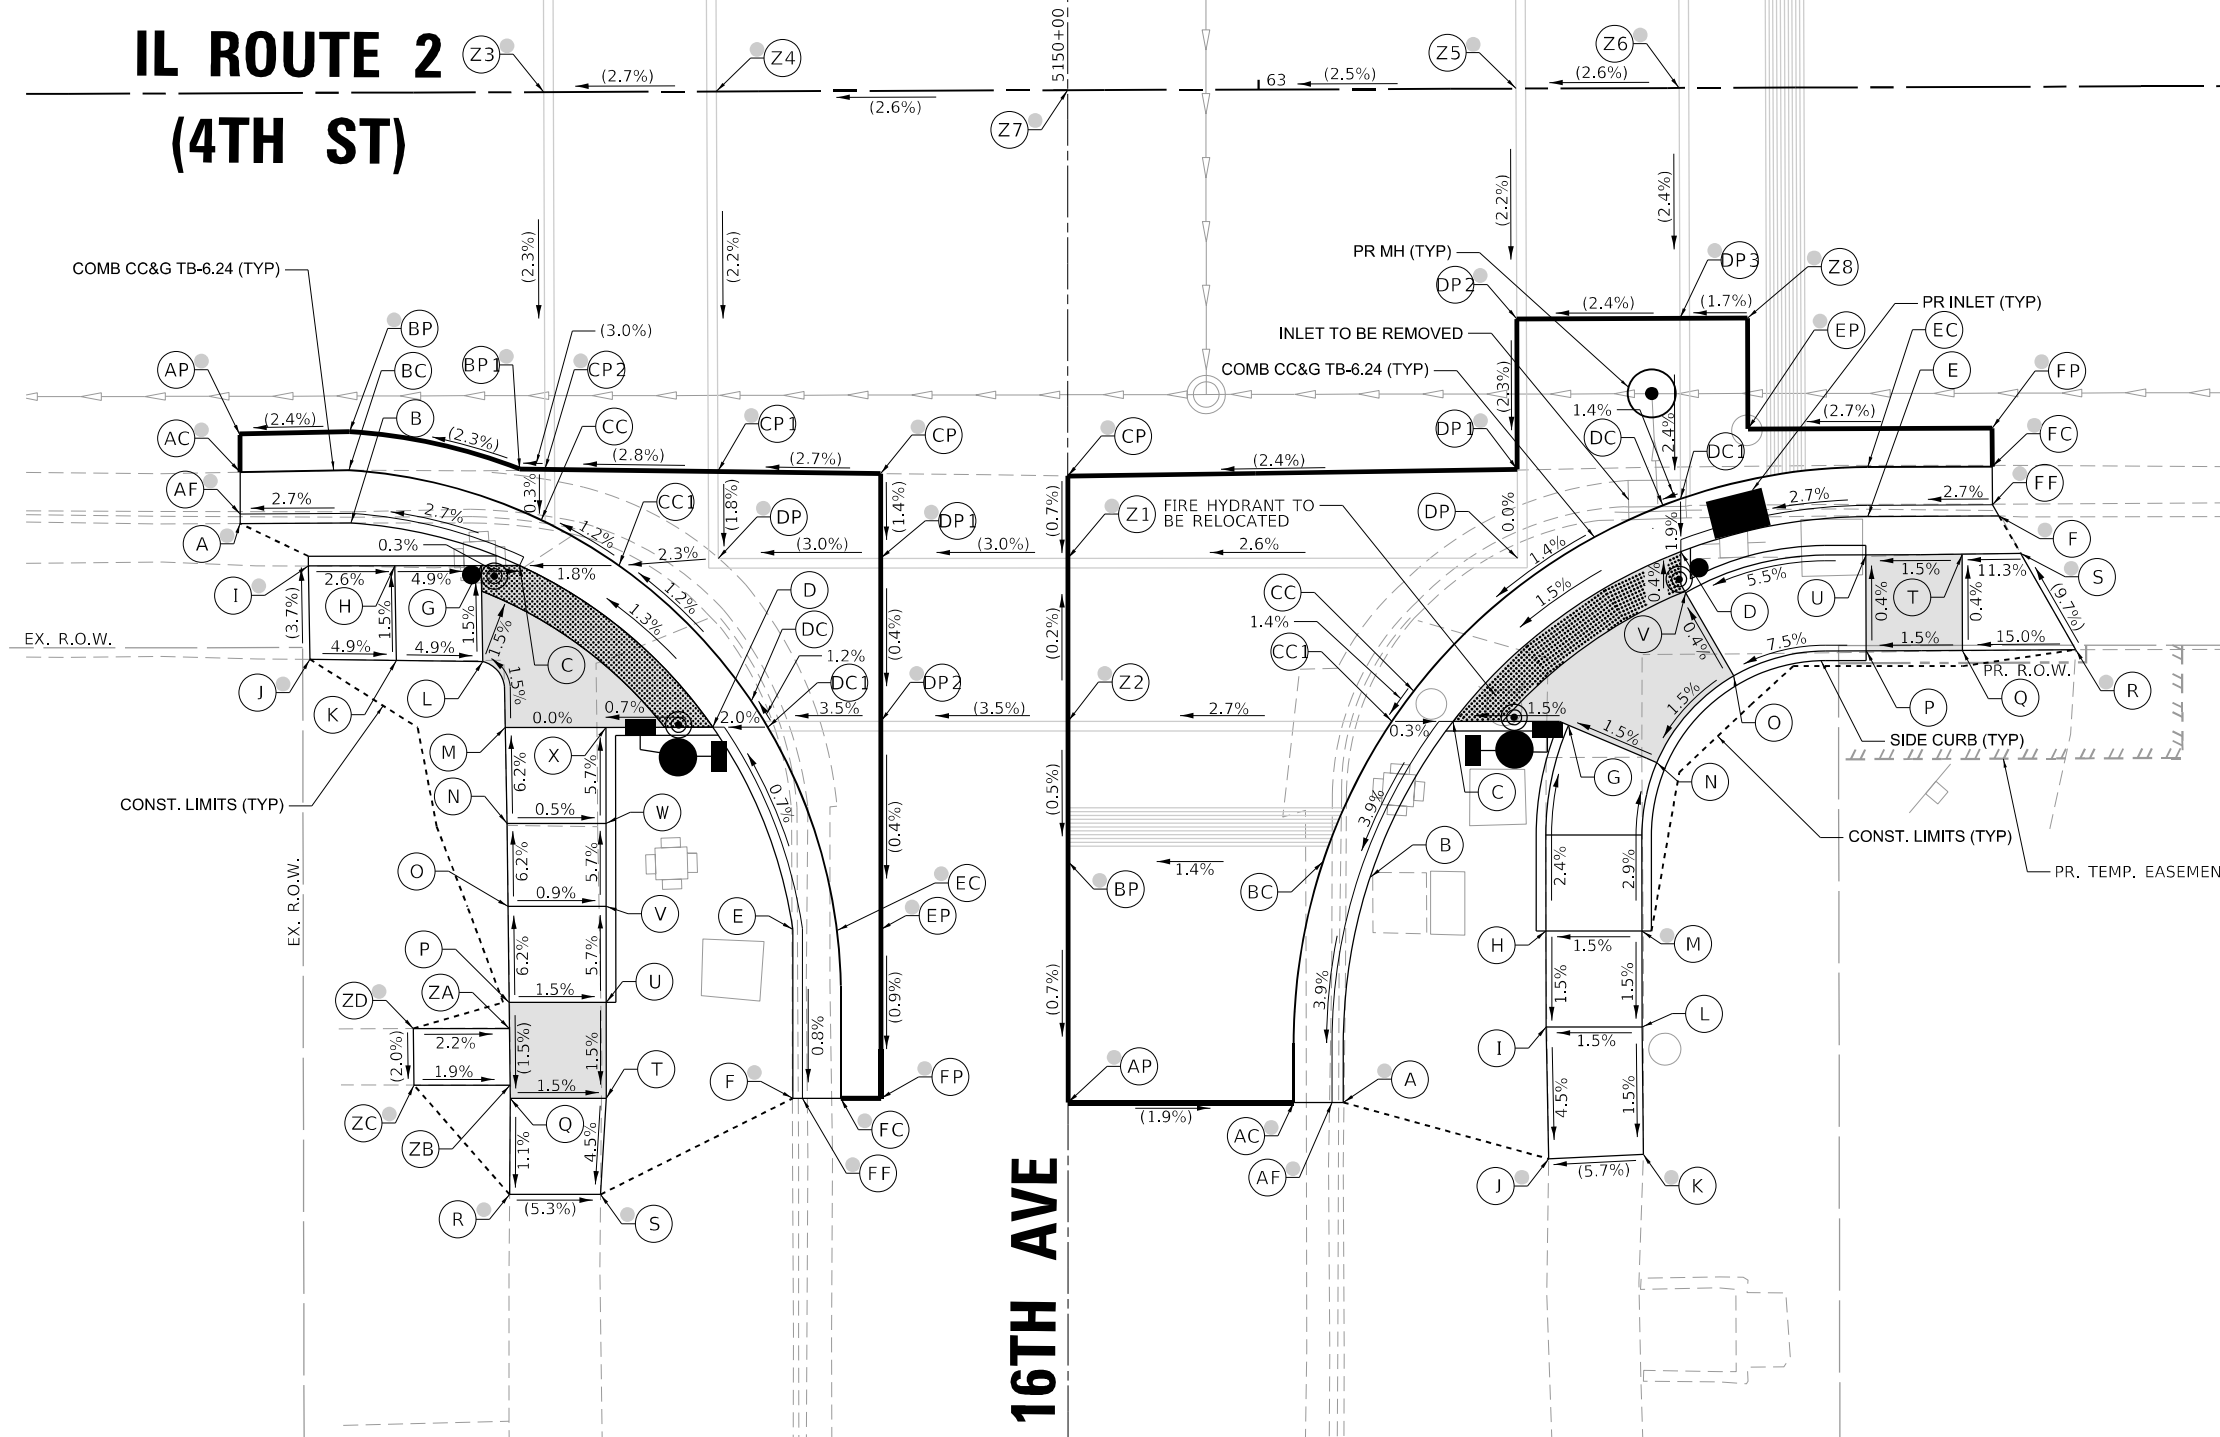 IL ROUTE 2
(4TH ST)
Z3
Z4
Z5
Z6
Z7
5150+00
63
(2.7%)
(2.6%)
(2.5%)
(2.6%)
(2.3%)
(2.2%)
(2.2%)
(2.4%)
COMB CC&G TB-6.24 (TYP)
BP
AP
BC
B
AC
AF
A
BP1
CP2
(3.0%)
CC
CP1
CP
CC1
DP
DP1
(2.4%)
(2.3%)
(2.8%)
(2.7%)
2.7%
2.7%
0.3%
0.3%
1.2%
2.3%
(1.8%)
(1.4%)
(3.0%)
(3.0%)
1.8%
1.2%
1.3%
I
H
G
2.6%
4.9%
(3.7%)
1.5%
1.5%
1.5%
4.9%
4.9%
1.5%
C
D
DC
1.2%
DC1
DP2
(0.4%)
3.5%
(3.5%)
EX. R.O.W.
J
K
L
M
0.0%
0.7%
2.0%
X
N
W
0.5%
6.2%
5.7%
0.7%
CONST. LIMITS (TYP)
O
V
0.9%
6.2%
5.7%
(0.4%)
EX. R.O.W.
E
EC
EP
P
U
1.5%
6.2%
5.7%
ZA
ZD
2.2%
(2.0%)
1.9%
(1.5%)
1.5%
1.5%
T
ZC
ZB
Q
1.1%
4.5%
R
(5.3%)
S
F
0.8%
(0.9%)
FP
FC
FF
16TH AVE
PR MH (TYP)
DP3
Z8
DP2
(2.4%)
(1.7%)
PR INLET (TYP)
INLET TO BE REMOVED
EP
EC
COMB CC&G TB-6.24 (TYP)
E
FP
(2.3%)
1.4%
2.4%
(2.7%)
CP
DP1
DC
DC1
FC
(2.4%)
FF
Z1
FIRE HYDRANT TO
BE RELOCATED
DP
0.0%
2.7%
2.7%
F
(0.7%)
2.6%
1.4%
1.9%
S
CC
1.5%
0.4%
5.5%
1.5%
11.3%
U
T
D
V
0.4%
0.4%
(9.7%)
(0.2%)
1.4%
CC1
0.4%
7.5%
1.5%
15.0%
PR. R.O.W.
Z2
2.7%
0.3%
1.5%
1.5%
1.5%
O
P
Q
R
SIDE CURB (TYP)
C
G
N
(0.5%)
3.9%
B
CONST. LIMITS (TYP)
1.4%
BP
BC
2.4%
2.9%
PR. TEMP. EASEMEN
H
1.5%
M
(0.7%)
3.9%
1.5%
1.5%
L
I
1.5%
AP
A
4.5%
1.5%
(1.9%)
AC
AF
J
(5.7%)
K